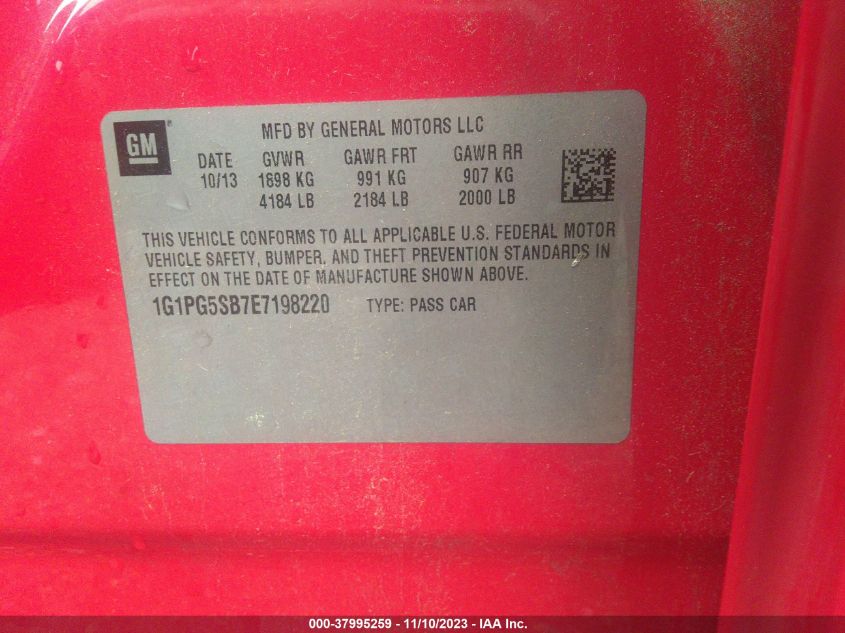 GM®
MFD BY GENERAL MOTORS LLC
DATE GVWR GAWR FRT GAWR RR
10/13 1898 KG 991 KG 907 KG
4184 LB 2184 LB 2000 LB
THIS VEHICLE CONFORMS TO ALL APPLICABLE U.S. FEDERAL MOTOR
VEHICLE SAFETY, BUMPER, AND THEFT PREVENTION STANDARDS IN
EFFECT ON THE DATE OF MANUFACTURE SHOWN ABOVE.
1G1PG5SB7E7198220 TYPE: PASS CAR
000-37995259 - 11/10/2023 - IAA Inc.